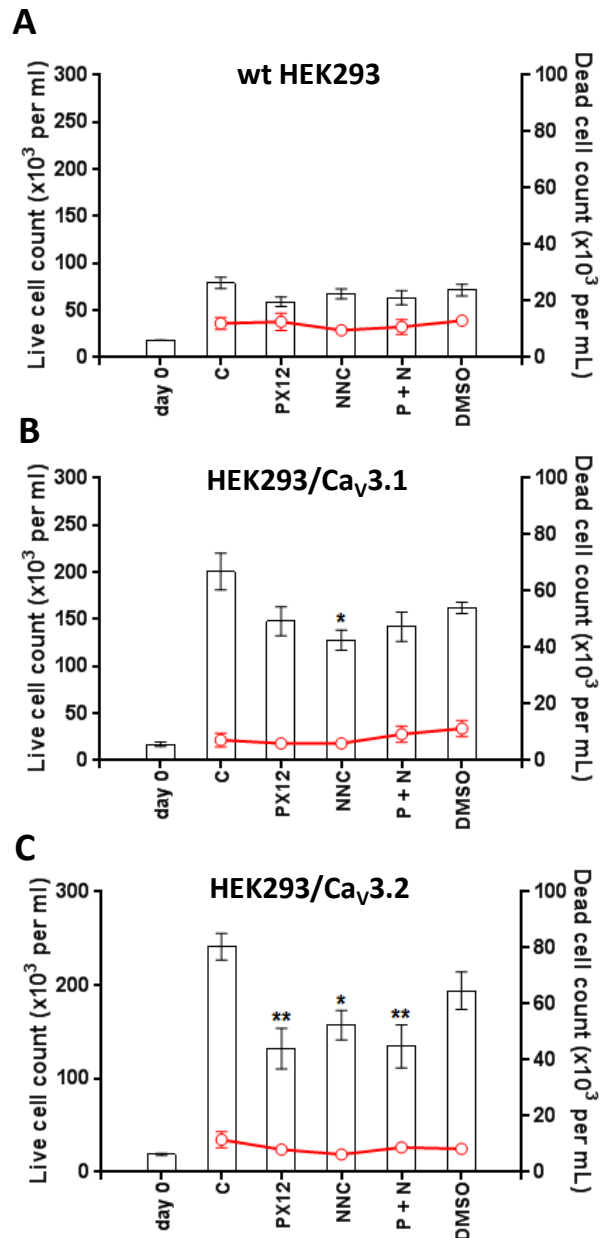 A
wt HEK293
Live cell count (x10³ per ml)
300
250
200
150
100
50
0
Dead cell count (x10³ per mL)
100
80
60
40
20
0
day 0
C
PX12
NNC
P + N
DMSO
B
HEK293/CaV3.1
Live cell count (x10³ per ml)
300
250
200
150
100
50
0
Dead cell count (x10³ per mL)
100
80
60
40
20
0
*
day 0
C
PX12
NNC
P + N
DMSO
C
HEK293/CaV3.2
Live cell count (x10³ per ml)
300
200
100
0
Dead cell count (x10³ per mL)
100
80
60
40
20
0
**
*
**
day 0
C
PX12
NNC
P + N
DMSO